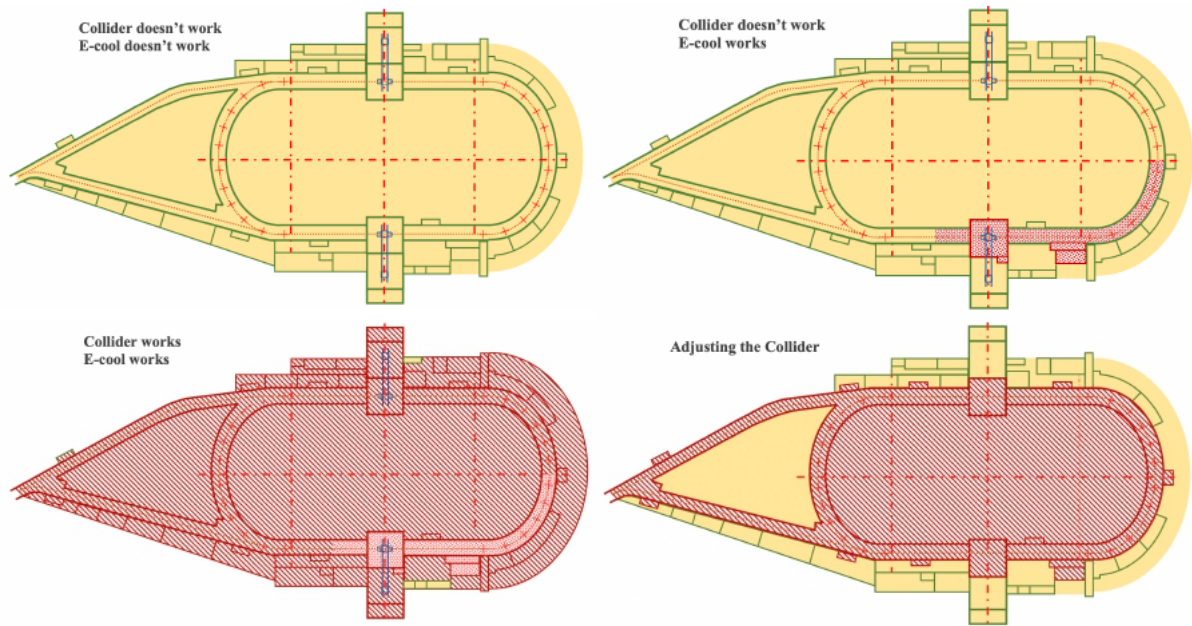 Collider doesn't work
E-cool doesn't work
Collider doesn't work
E-cool works
Collider works
E-cool works
Adjusting the Collider